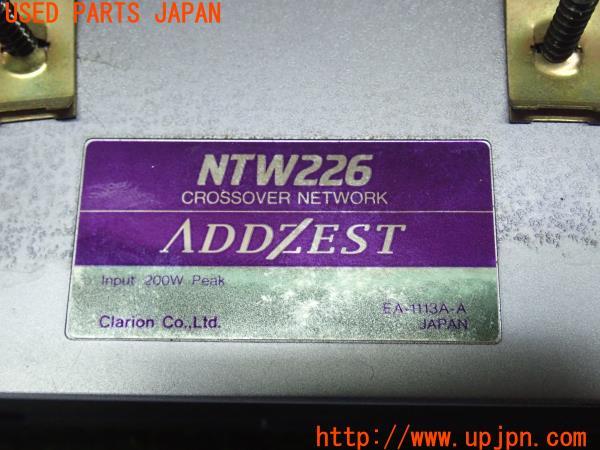 USED PARTS JAPAN
NTW226
CROSSOVER NETWORK
ADDZEST
Input 200W Peak
EA-1113A-A
Clarion Co.,Ltd.
JAPAN
http://www.upjpn.com/